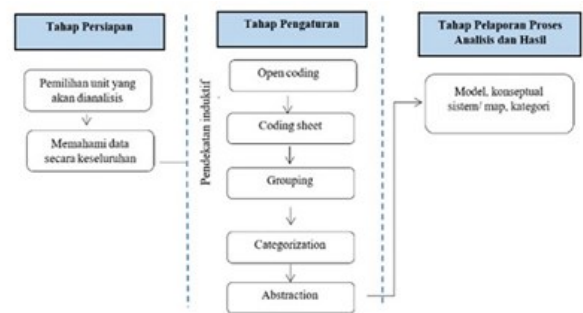 Tahap Persiapan
Pemilihan unit yang
akan dianalisis
Memahami data
secara keseluruhan
Tahap Pengaturan
Pendekatan induktif
Open coding
Coding sheet
Grouping
Categorization
Abstraction
Tahap Pelaporan Proses
Analisis dan Hasil
Model, konseptual
sistem/ map, kategori